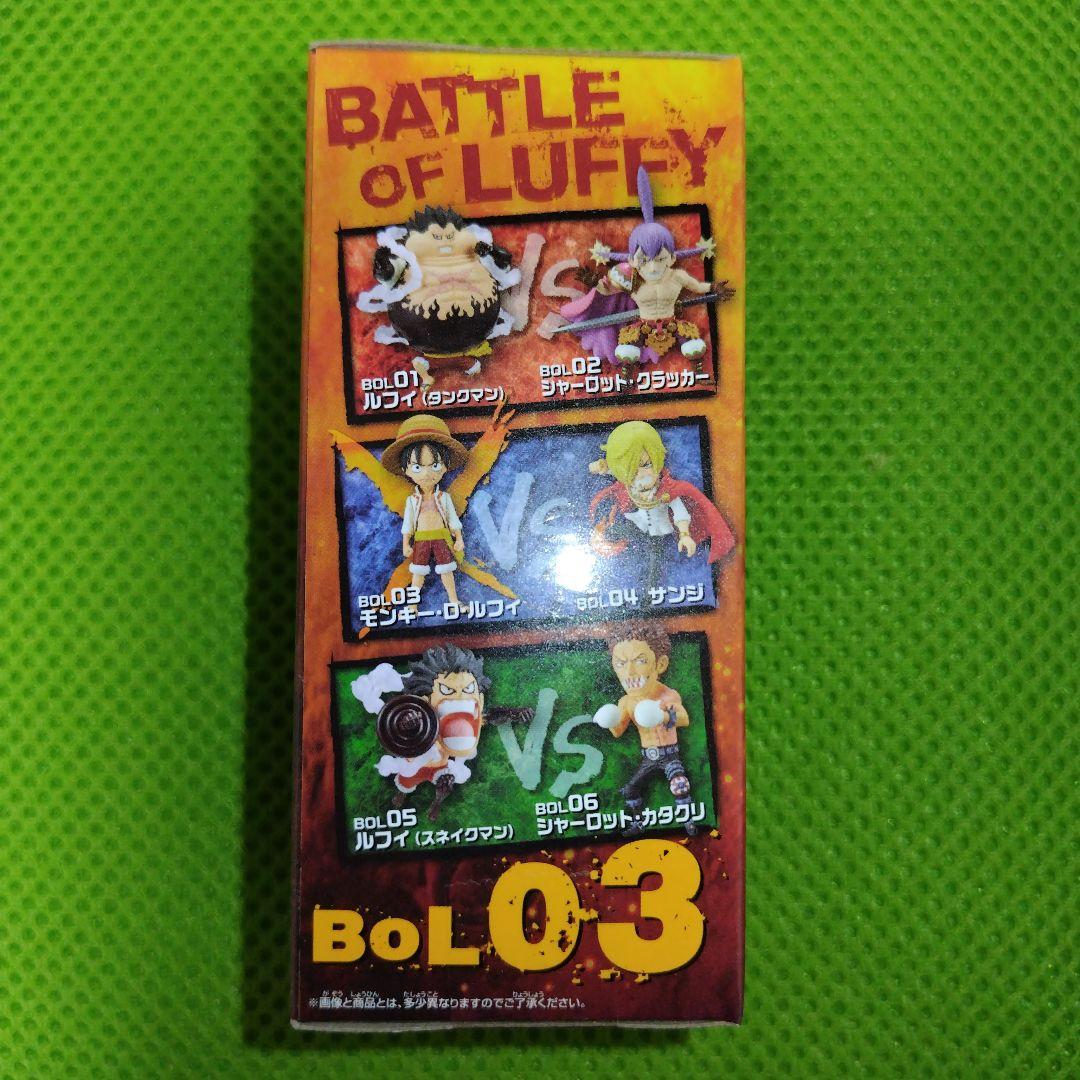 BATTLE
OF LUFFY
VS
BOL01
ルフィ(タンクマン)
BOL02
シャーロット・クラッカー
VS
BOL03
モンキー・D・ルフィ
BOL04 サンジ
VS
BOL05
ルフィ(スネイクマン)
BOL06
シャーロット・カタクリ
BoL03
※画像と商品とは、多少異なりますのでご了承ください。